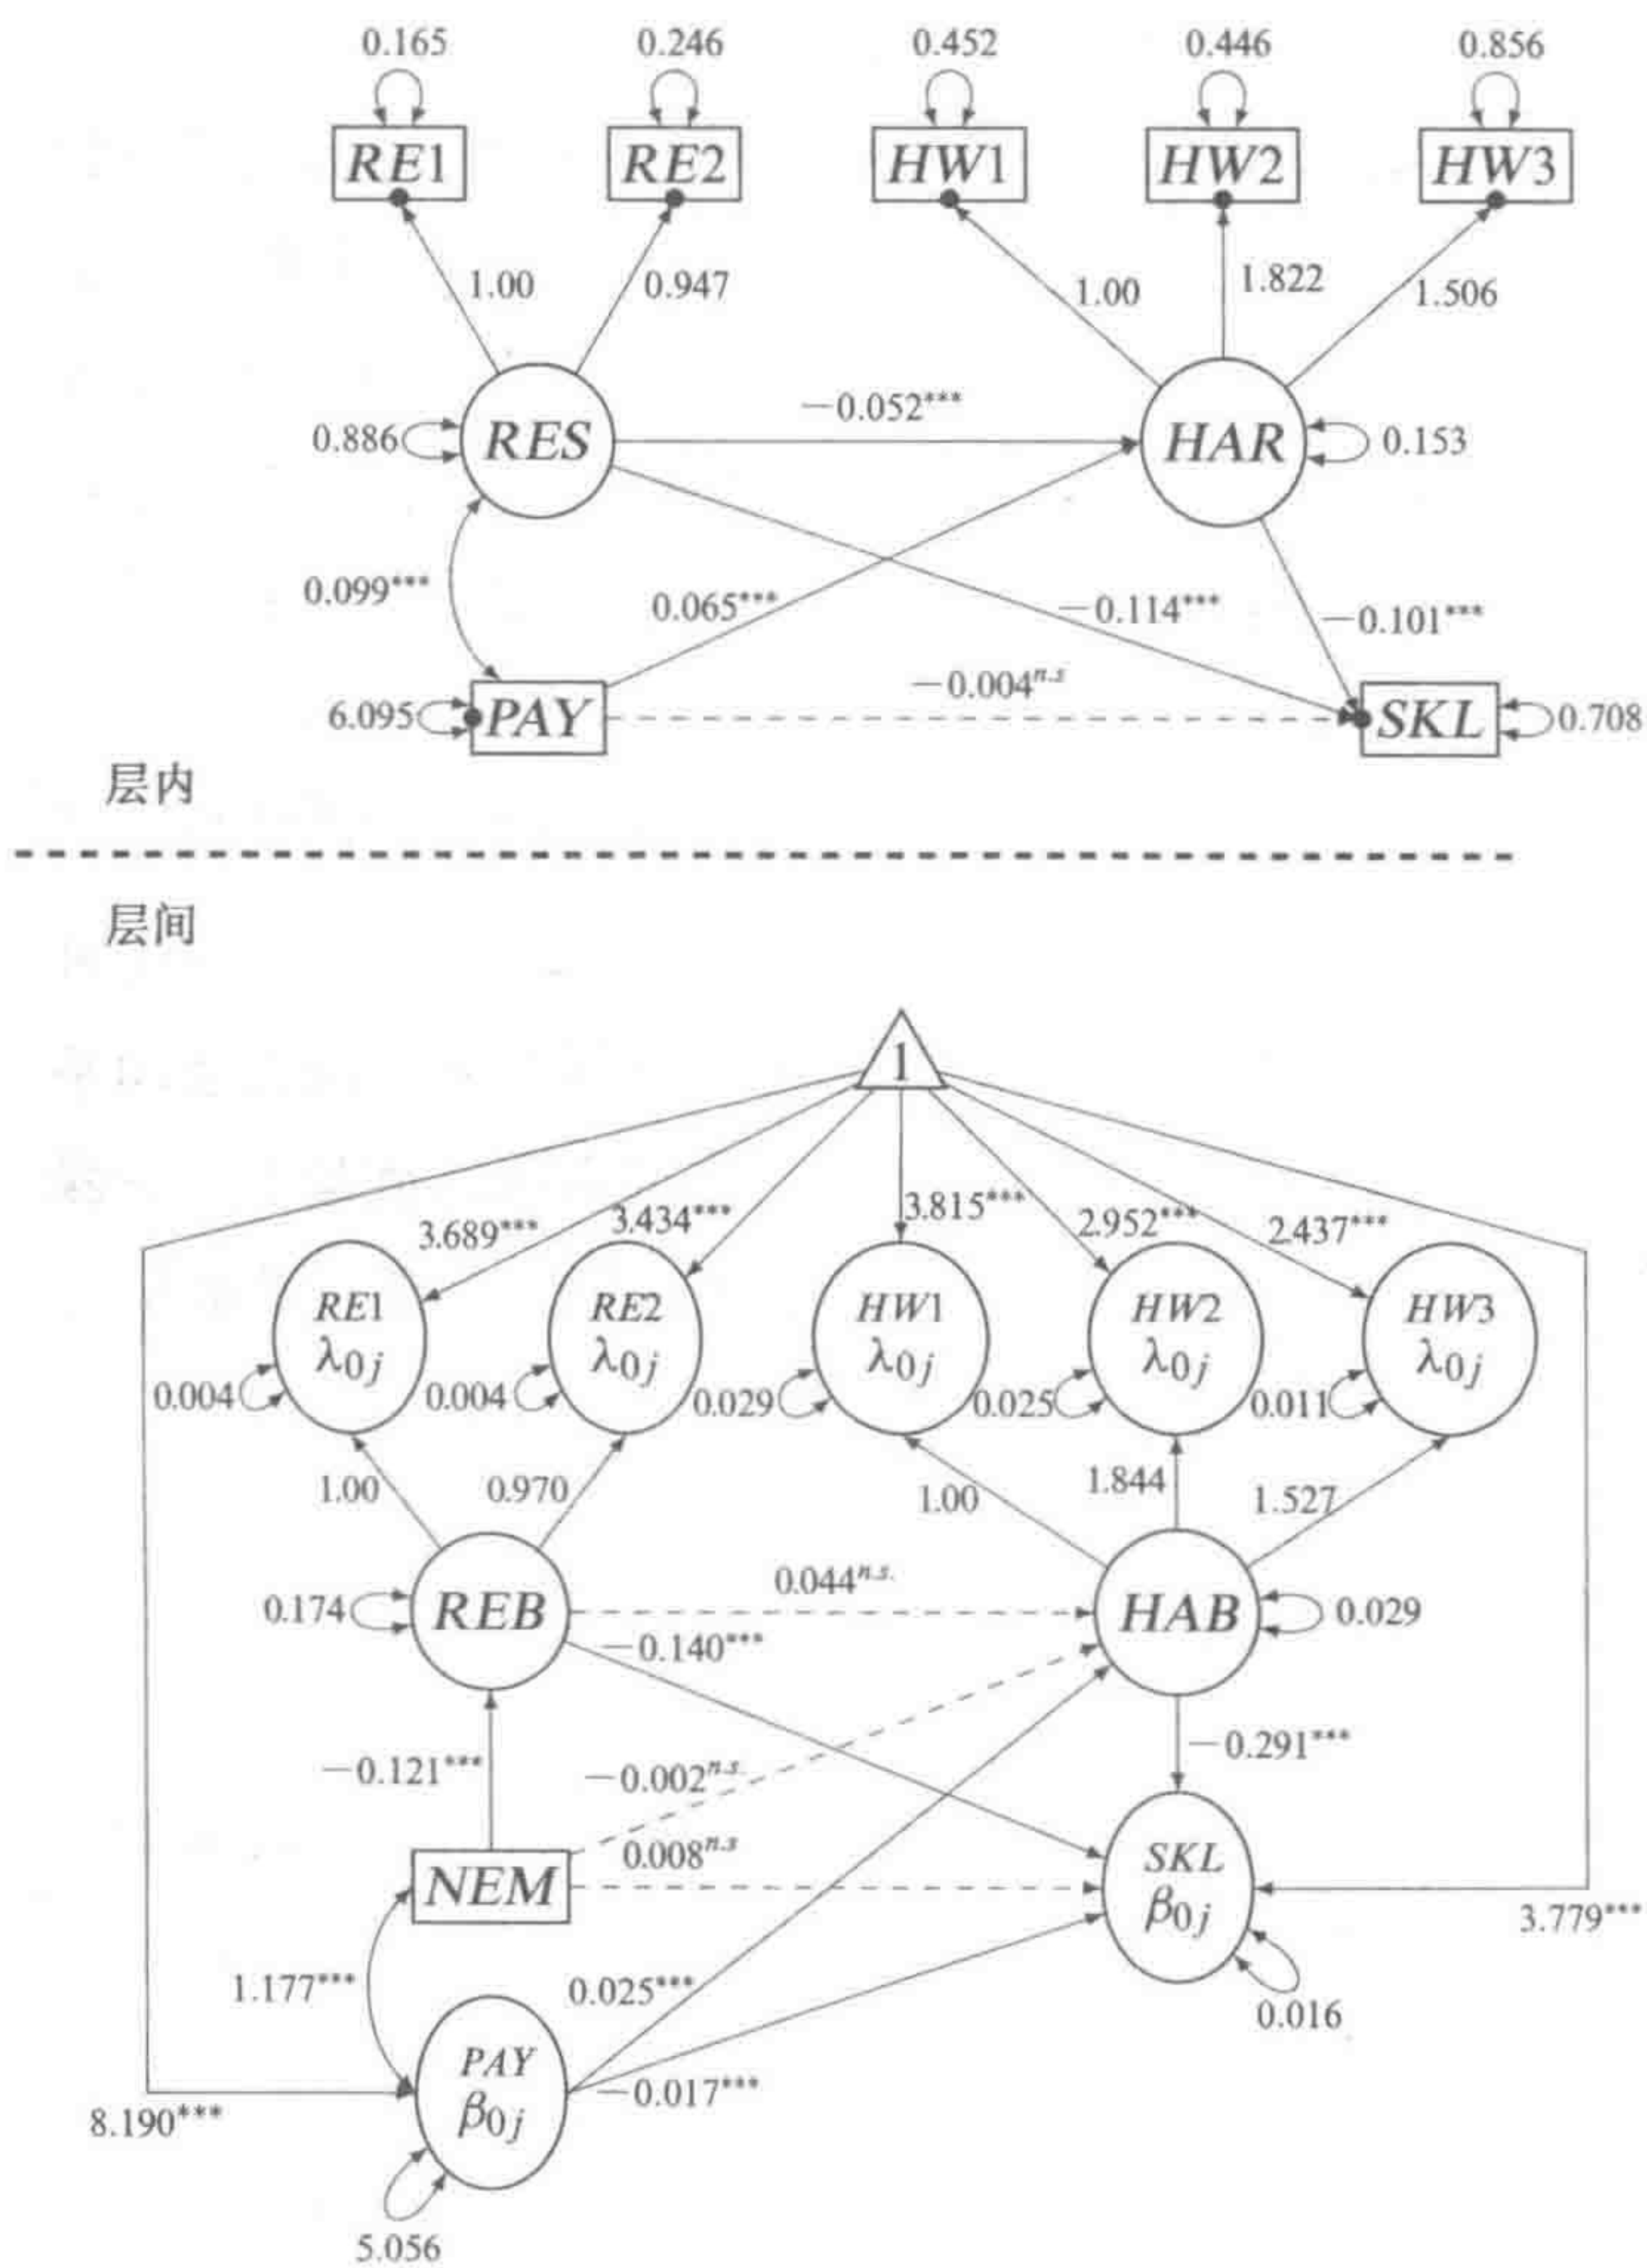 0.165 0.246 0.452 0.446 0.856
RE1 RE2 HW1 HW2 HW3
1.00 0.947 1.00 1.822 1.506
-0.052***
0.886 RES HAR 0.153
0.099*** 0.065*** -0.114*** -0.101***
-0.004n.s
6.095 PAY SKL 0.708
层内
层间
1
3.689*** 3.434*** 3.815*** 2.952*** 2.437***
RE1 RE2 HW1 HW2 HW3
λ0j λ0j λ0j λ0j λ0j
0.004 0.004 0.029 0.025 0.011
1.00 0.970 1.00 1.844 1.527
0.044n.s.
0.174 REB HAB 0.029
-0.140***
-0.291***
-0.121*** -0.002n.s.
0.008n.s
NEM SKL
β0j
3.779***
1.177*** 0.025***
0.016
PAY
β0j -0.017***
8.190***
5.056